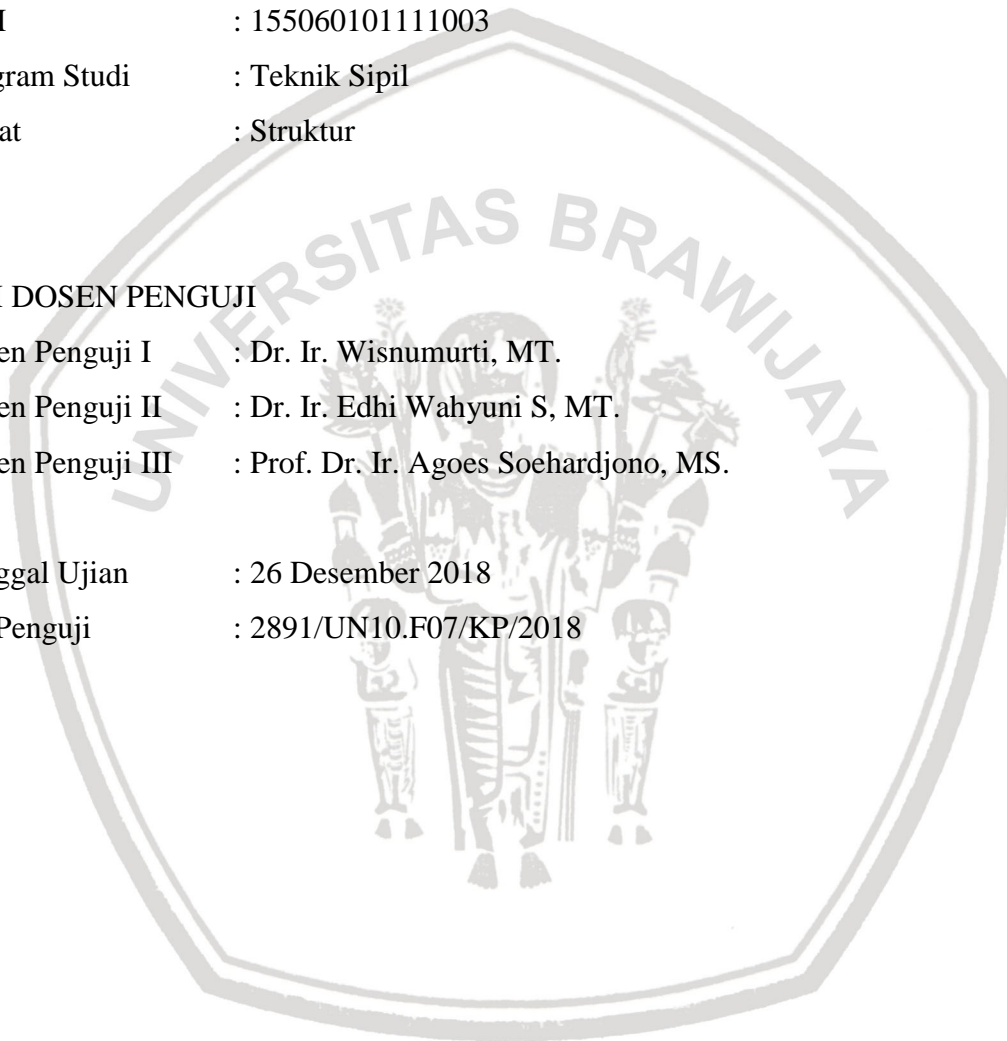 I : 155060101111003
gram Studi : Teknik Sipil
at : Struktur
UNIVERSITAS BRAWIJAYA
I DOSEN PENGUJI
en Penguji I : Dr. Ir. Wisnumurti, MT.
en Penguji II : Dr. Ir. Edhi Wahyuni S, MT.
en Penguji III : Prof. Dr. Ir. Agoes Soehardjono, MS.
ggal Ujian : 26 Desember 2018
Penguji : 2891/UN10.F07/KP/2018